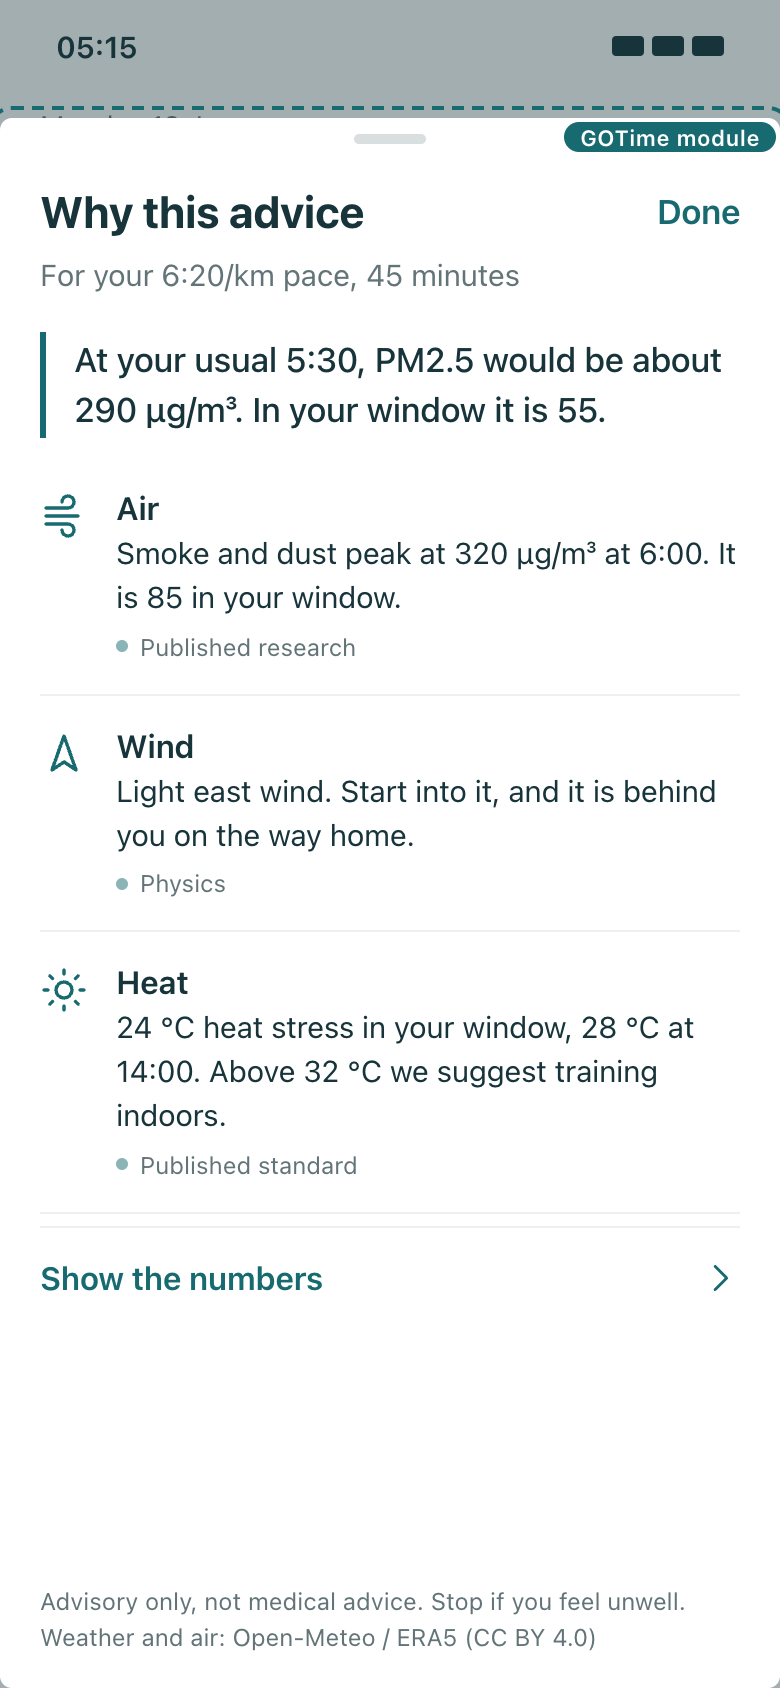 05:15
GOTime module
Why this advice
Done
For your 6:20/km pace, 45 minutes
At your usual 5:30, PM2.5 would be about
290 µg/m³. In your window it is 55.
Air
Smoke and dust peak at 320 µg/m³ at 6:00. It
is 85 in your window.
Published research
Wind
Light east wind. Start into it, and it is behind
you on the way home.
Physics
Heat
24 °C heat stress in your window, 28 °C at
14:00. Above 32 °C we suggest training
indoors.
Published standard
Show the numbers
Advisory only, not medical advice. Stop if you feel unwell.
Weather and air: Open-Meteo / ERA5 (CC BY 4.0)